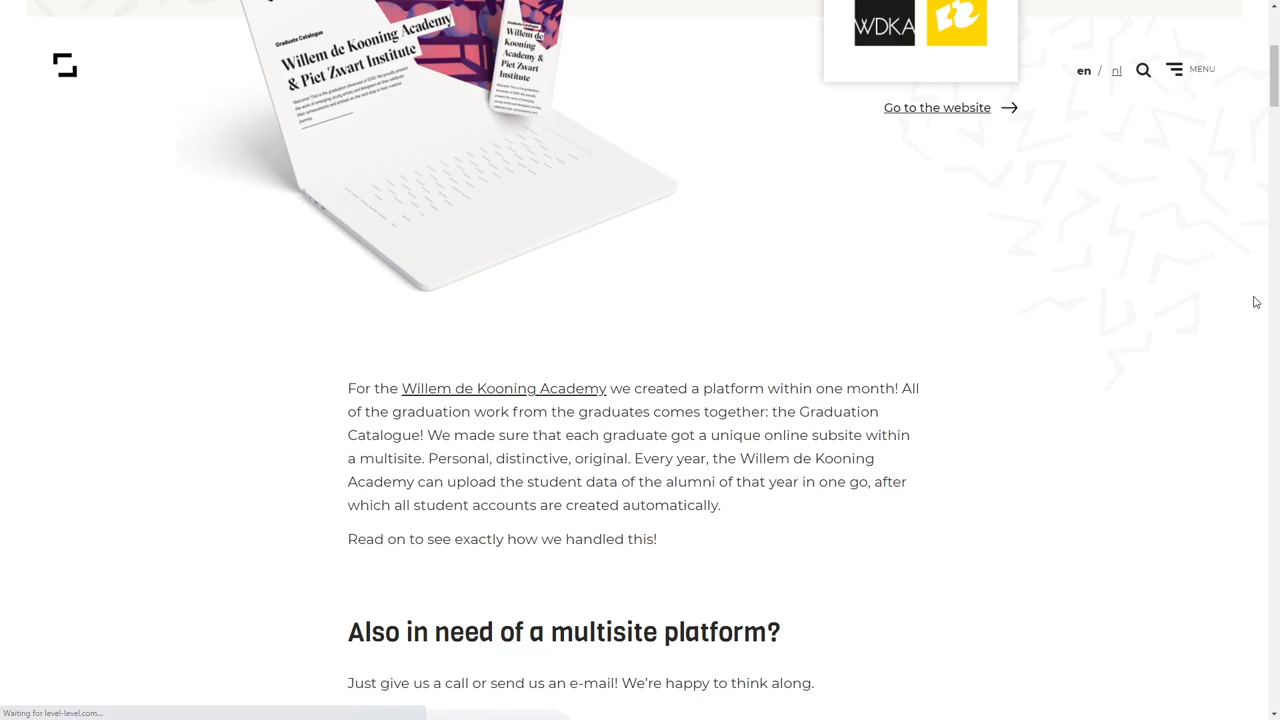 Graduate Catalogue
Willem de Kooning Academy
& Piet Zwart Institute
Willem de
Kooning
Academy &
Piet Zwart
Institute
WDKA
en / nl
MENU
Go to the website
For the Willem de Kooning Academy we created a platform within one month! All
of the graduation work from the graduates comes together: the Graduation
Catalogue! We made sure that each graduate got a unique online subsite within
a multisite. Personal, distinctive, original. Every year, the Willem de Kooning
Academy can upload the student data of the alumni of that year in one go, after
which all student accounts are created automatically.
Read on to see exactly how we handled this!
Also in need of a multisite platform?
Just give us a call or send us an e-mail! We're happy to think along.
Waiting for level-level.com...